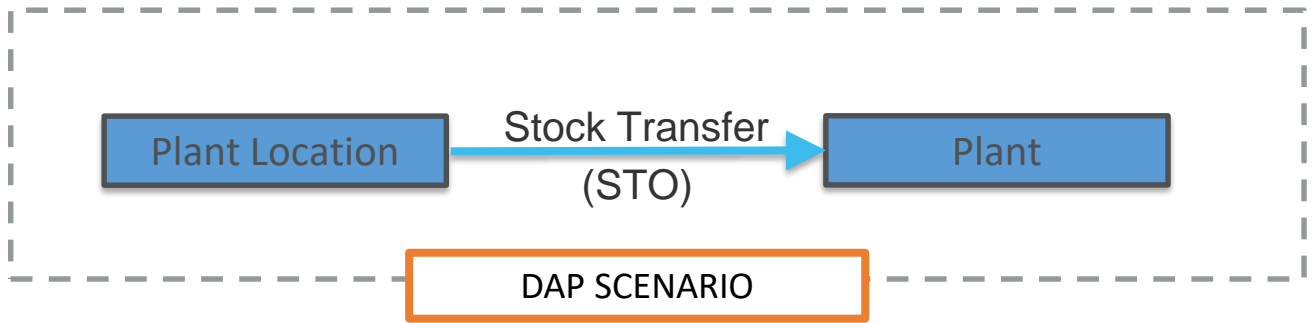 Stock Transfer
Plant Location
Plant
(STO)
DAP SCENARIO